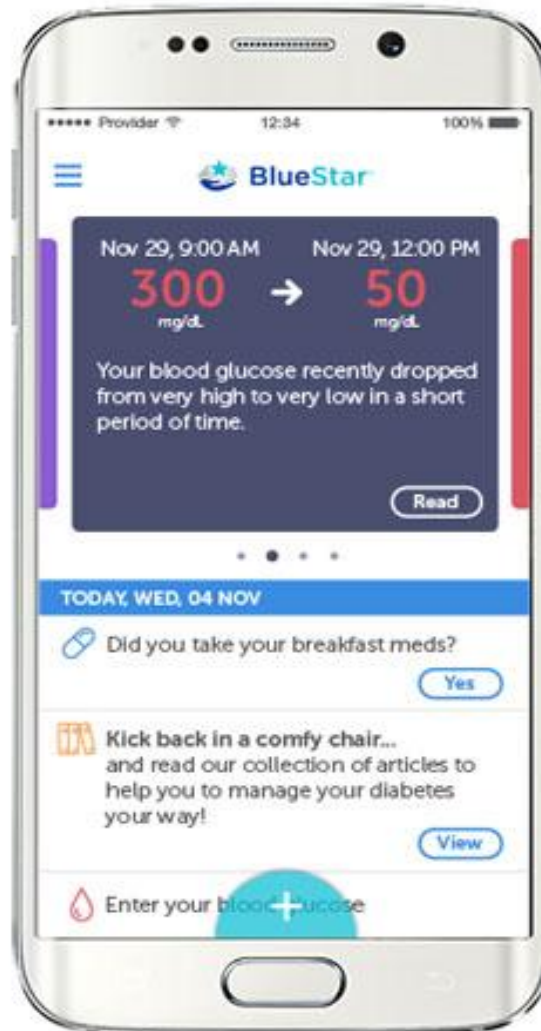 Provider 12:34 100%
BlueStar
Nov 29, 9:00 AM Nov 29, 12:00 PM
300 → 50
mg/dL mg/dL
Your blood glucose recently dropped
from very high to very low in a short
period of time.
Read
TODAY, WED, 04 NOV
Did you take your breakfast meds?
Yes
Kick back in a comfy chair...
and read our collection of articles to
help you to manage your diabetes
your way!
View
Enter your blood glucose
+